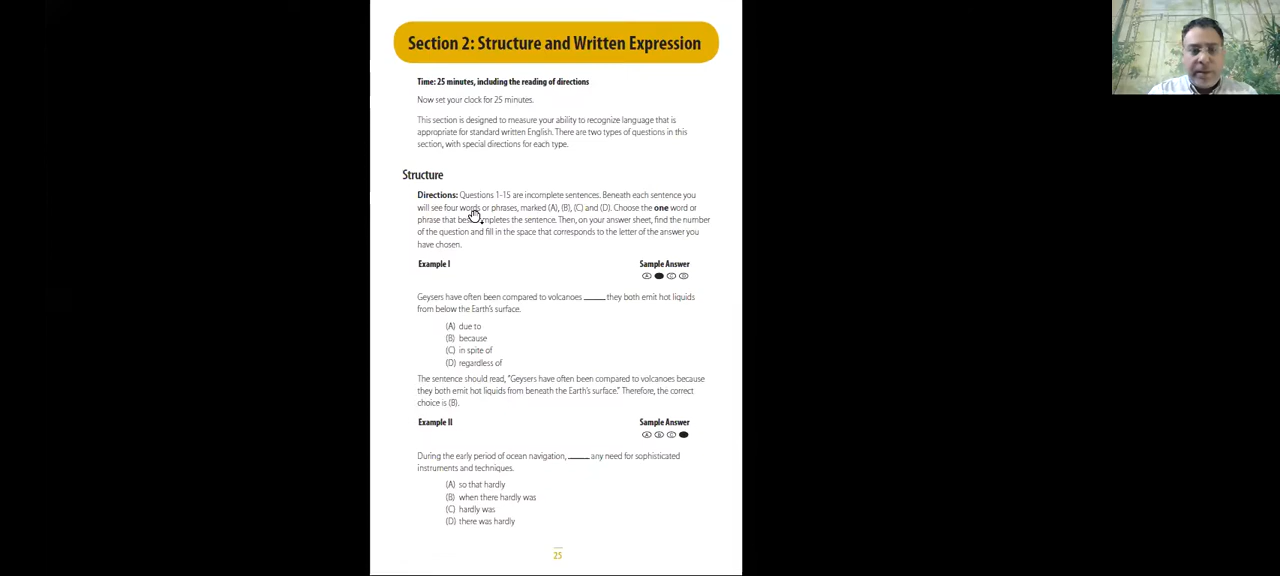 Section 2: Structure and Written Expression
Time: 25 minutes, including the reading of directions
Now set your clock for 25 minutes.
This section is designed to measure your ability to recognize language that is
appropriate for standard written English. There are two types of questions in this
section, with special directions for each type.
Structure
Directions: Questions 1-15 are incomplete sentences. Beneath each sentence you
will see four words or phrases, marked (A), (B), (C) and (D). Choose the one word or
phrase that completes the sentence. Then, on your answer sheet, find the number
of the question and fill in the space that corresponds to the letter of the answer you
have chosen.
Example I Sample Answer
A C D
Geysers have often been compared to volcanoes _____ they both emit hot liquids
from below the Earth's surface.
(A) due to
(B) because
(C) in spite of
(D) regardless of
The sentence should read, "Geysers have often been compared to volcanoes because
they both emit hot liquids from beneath the Earth's surface." Therefore, the correct
choice is (B).
Example II Sample Answer
A B C
During the early period of ocean navigation, _____ any need for sophisticated
instruments and techniques.
(A) so that hardly
(B) when there hardly was
(C) hardly was
(D) there was hardly
25